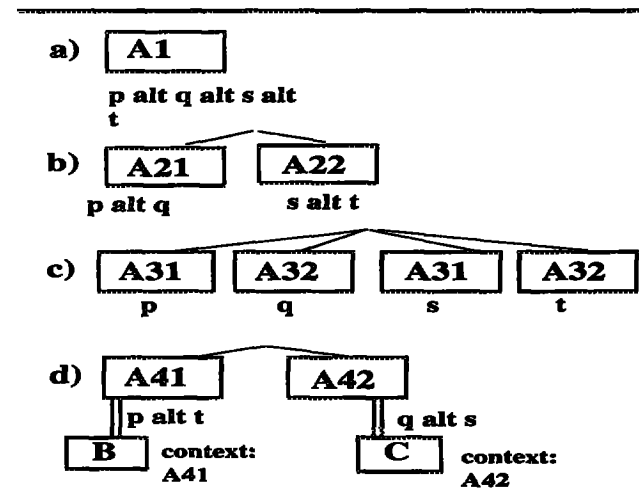 a) A1
p alt q alt s alt
t
b) A21 A22
p alt q s alt t
c) A31 A32 A31 A32
p q s t
d) A41 A42
p alt t q alt s
B context: C context:
A41 A42